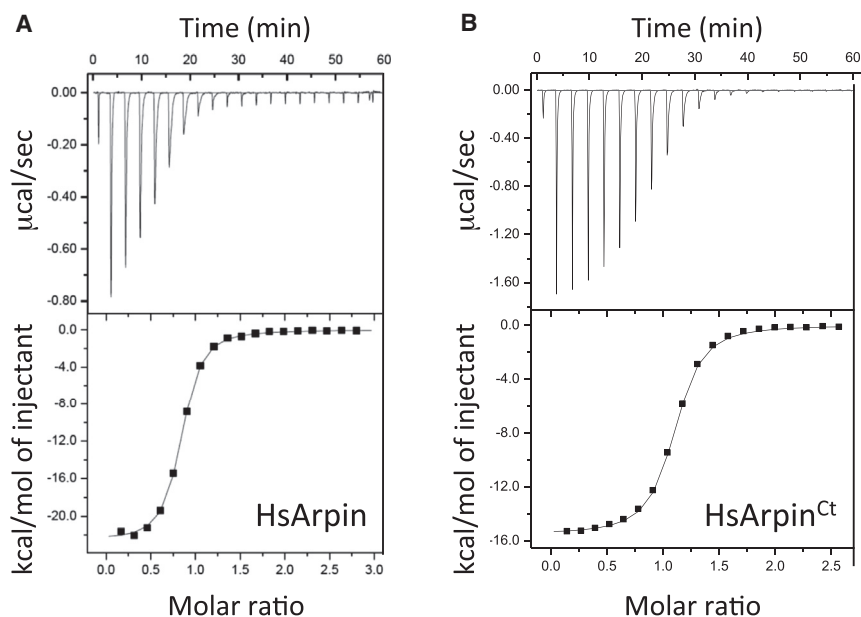 A
Time (min)
0 10 20 30 40 50 60
0.00
-0.20
-0.40
-0.60
-0.80
μcal/sec
0.0
-4.0
-8.0
-12.0
-16.0
-20.0
kcal/mol of injectant
HsArpin
0.0 0.5 1.0 1.5 2.0 2.5 3.0
Molar ratio
B
Time (min)
0 10 20 30 40 50 60
0.00
-0.40
-0.80
-1.20
-1.60
μcal/sec
0.0
-4.0
-8.0
-12.0
-16.0
kcal/mol of injectant
HsArpinCt
0.0 0.5 1.0 1.5 2.0 2.5
Molar ratio